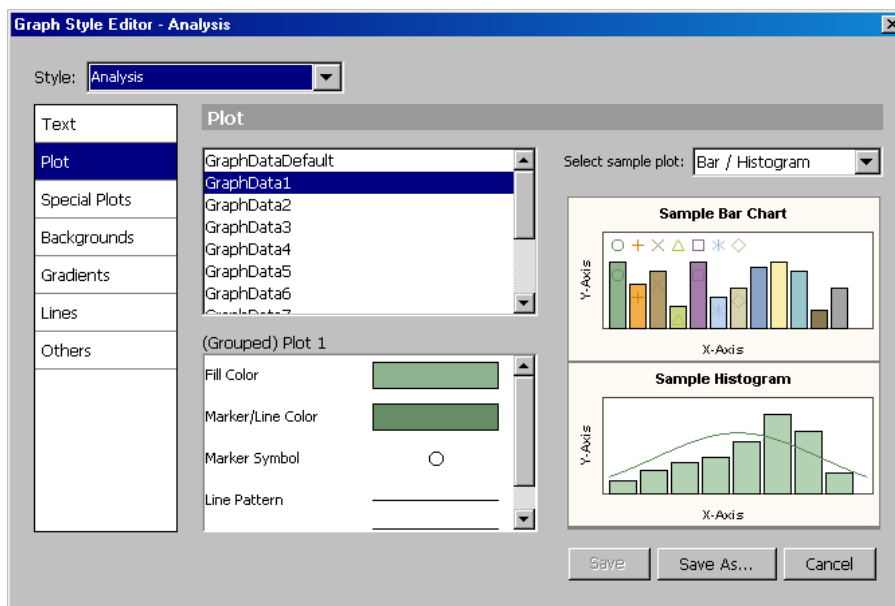 Graph Style Editor - Analysis
Style: Analysis
Text
Plot
Special Plots
Backgrounds
Gradients
Lines
Others
Plot
GraphDataDefault
GraphData1
GraphData2
GraphData3
GraphData4
GraphData5
GraphData6
GraphData7
(Grouped) Plot 1
Fill Color
Marker/Line Color
Marker Symbol
Line Pattern
Select sample plot: Bar / Histogram
Sample Bar Chart
Y-Axis
X-Axis
Sample Histogram
Y-Axis
X-Axis
Save
Save As...
Cancel